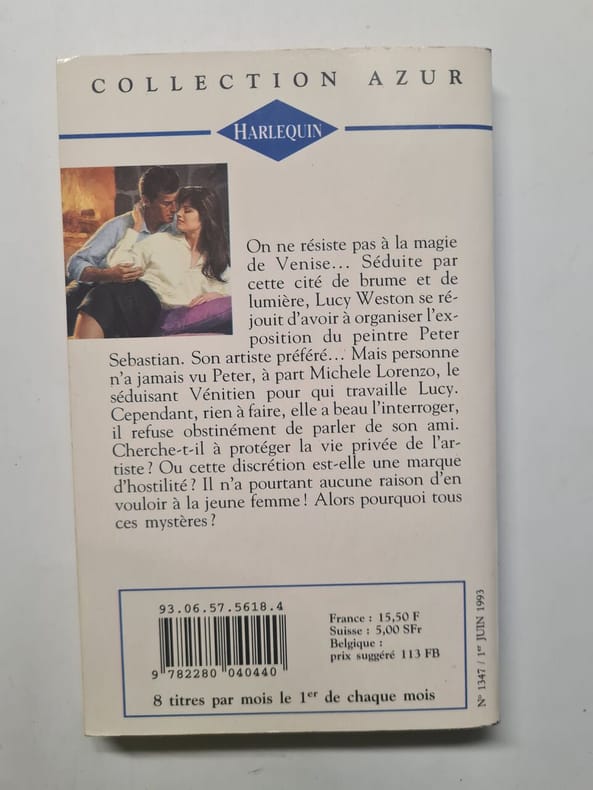 COLLECTION AZUR
HARLEQUIN
On ne résiste pas à la magie
de Venise... Séduite par
cette cité de brume et de
lumière, Lucy Weston se ré-
jouit d'avoir à organiser l'ex-
position du peintre Peter
Sebastian. Son artiste préféré... Mais personne
n'a jamais vu Peter, à part Michele Lorenzo, le
séduisant Vénitien pour qui travaille Lucy.
Cependant, rien à faire, elle a beau l'interroger,
il refuse obstinément de parler de son ami.
Cherche-t-il à protéger la vie privée de l'ar-
tiste ? Ou cette discrétion est-elle une marque
d'hostilité ? Il n'a pourtant aucune raison d'en
vouloir à la jeune femme ! Alors pourquoi tous
ces mystères ?
93.06.57.5618.4
9 782280 040440
France : 15,50 F
Suisse : 5,00 SFr
Belgique :
prix suggéré 113 FB
8 titres par mois le 1er de chaque mois
N° 1347 / 1er JUIN 1993